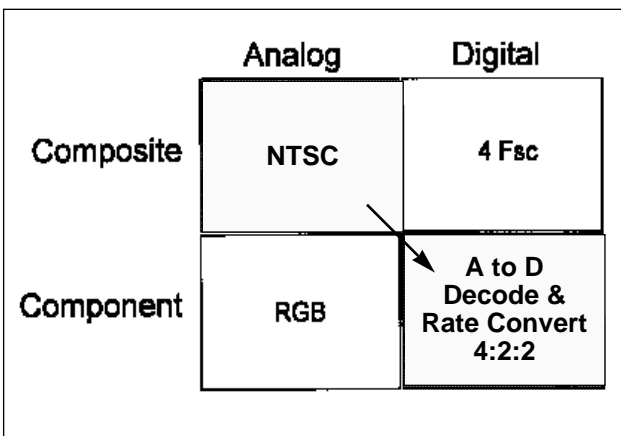 Analog Digital
Composite NTSC 4 Fsc
Component RGB A to D
Decode &
Rate Convert
4:2:2